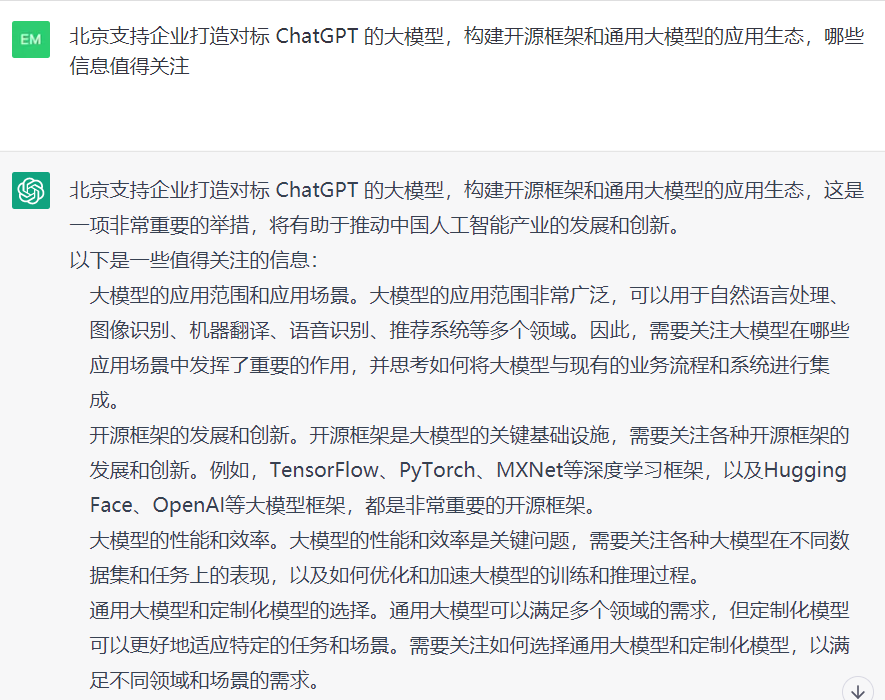 EM
北京支持企业打造对标 ChatGPT 的大模型，构建开源框架和通用大模型的应用生态，哪些
信息值得关注
北京支持企业打造对标 ChatGPT 的大模型，构建开源框架和通用大模型的应用生态，这是
一项非常重要的举措，将有助于推动中国人工智能产业的发展和创新。
以下是一些值得关注的信息：
大模型的应用范围和应用场景。大模型的应用范围非常广泛，可以用于自然语言处理、
图像识别、机器翻译、语音识别、推荐系统等多个领域。因此，需要关注大模型在哪些
应用场景中发挥了重要的作用，并思考如何将大模型与现有的业务流程和系统进行集
成。
开源框架的发展和创新。开源框架是大模型的关键基础设施，需要关注各种开源框架的
发展和创新。例如，TensorFlow、PyTorch、MXNet等深度学习框架，以及Hugging
Face、OpenAI等大模型框架，都是非常重要的开源框架。
大模型的性能和效率。大模型的性能和效率是关键问题，需要关注各种大模型在不同数
据集和任务上的表现，以及如何优化和加速大模型的训练和推理过程。
通用大模型和定制化模型的选择。通用大模型可以满足多个领域的需求，但定制化模型
可以更好地适应特定的任务和场景。需要关注如何选择通用大模型和定制化模型，以满
足不同领域和场景的需求。